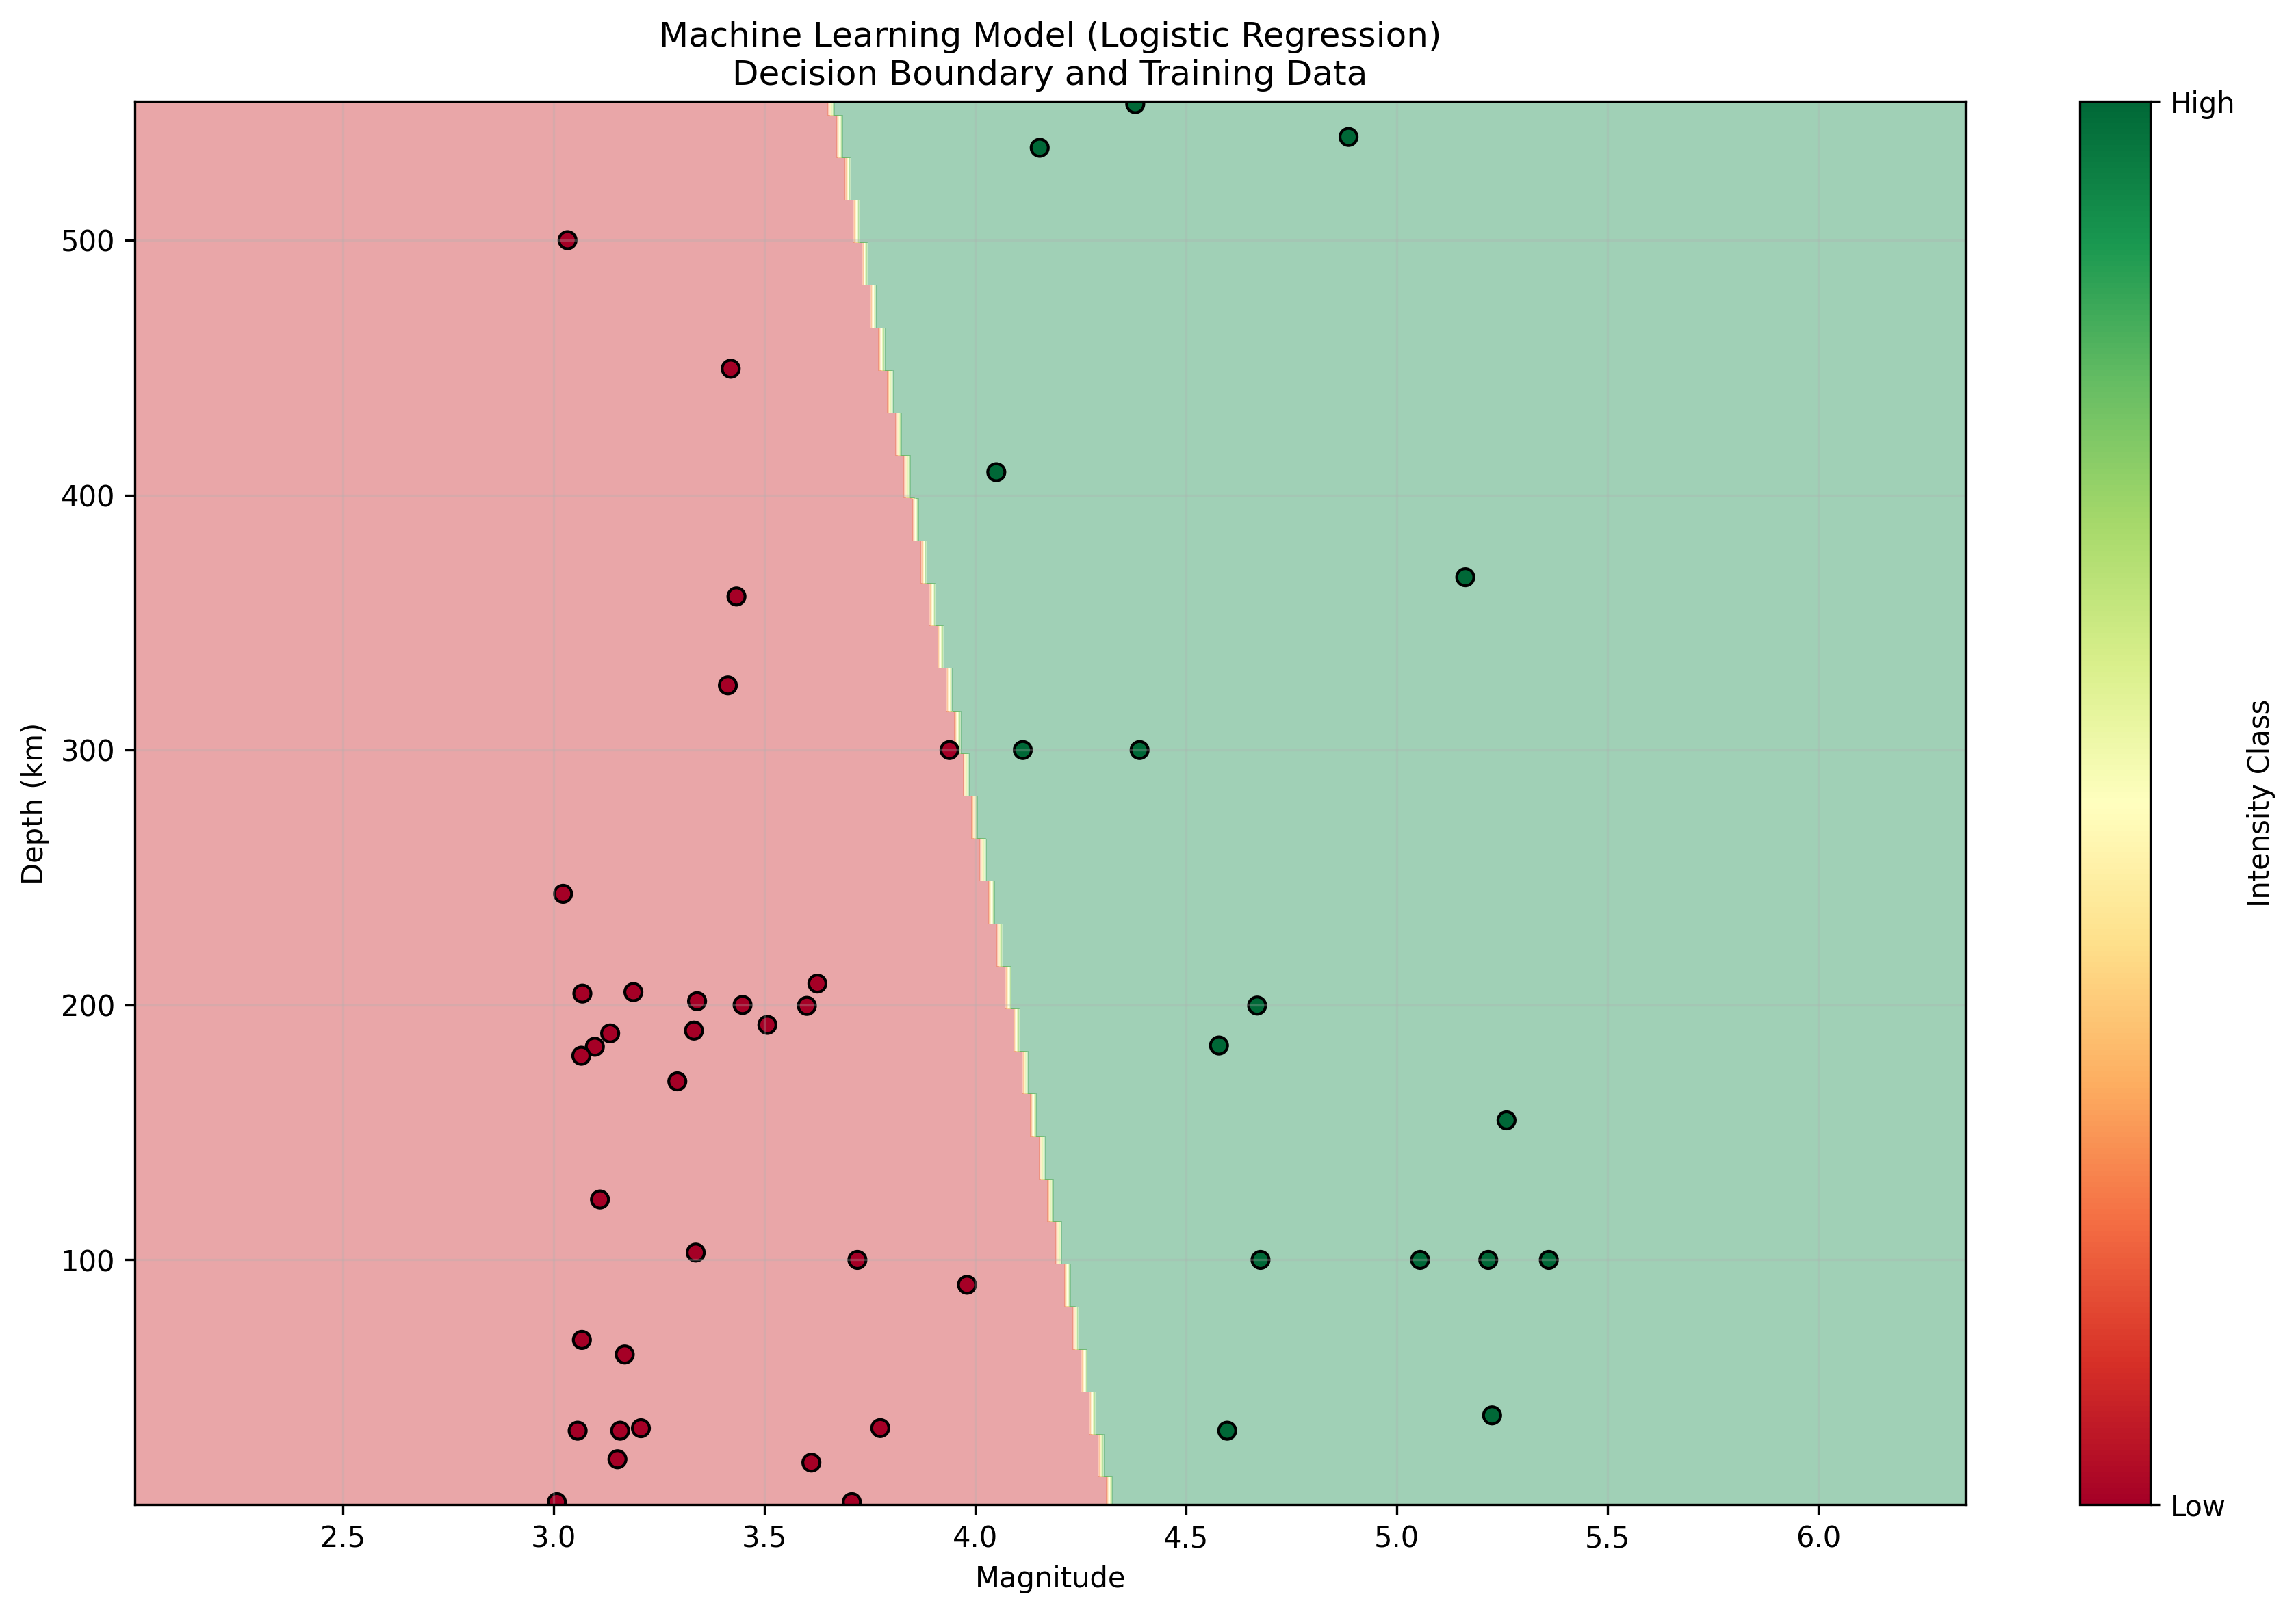 Machine Learning Model (Logistic Regression)
Decision Boundary and Training Data
High
500
400
300
200
100
Depth (km)
Intensity Class
Low
2.5 3.0 3.5 4.0 4.5 5.0 5.5 6.0
Magnitude